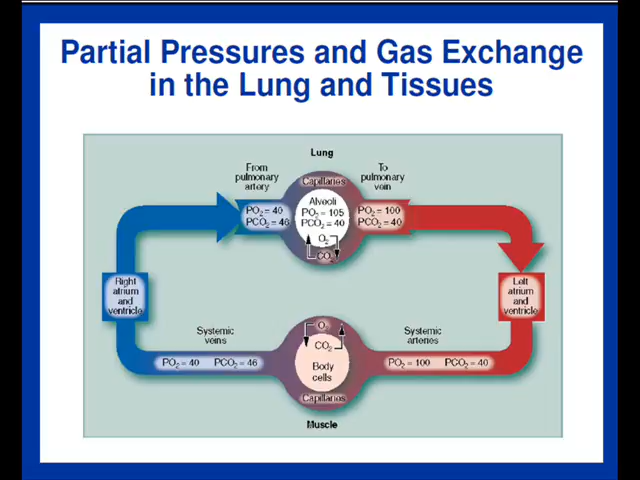 Partial Pressures and Gas Exchange
in the Lung and Tissues
Lung
From
pulmonary
artery
To
pulmonary
vein
Capillaries
Alveoli
PO₂ = 105
PCO₂ = 40
O₂
CO₂
PO₂ = 40
PCO₂ = 46
PO₂ = 100
PCO₂ = 40
Right
atrium
and
ventricle
Left
atrium
and
ventricle
Systemic
veins
Systemic
arteries
PO₂ = 40 PCO₂ = 46
O₂
CO₂
Body
cells
Capillaries
PO₂ = 100 PCO₂ = 40
Muscle